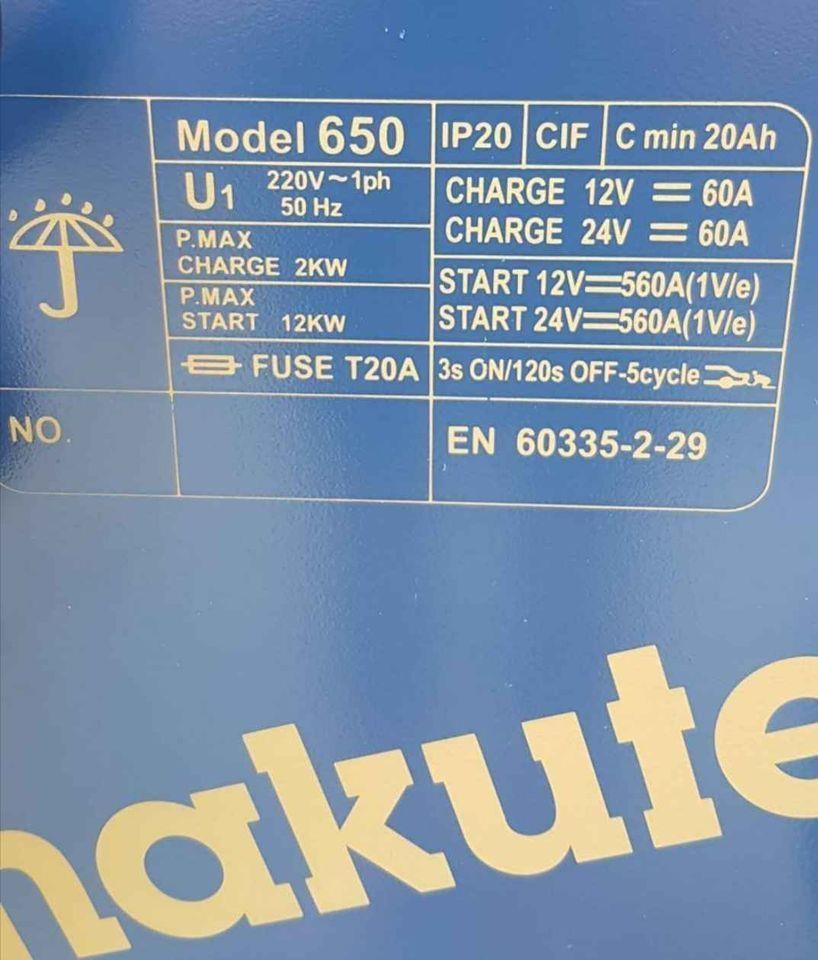 Model 650
IP20
CIF
C min 20Ah
U1 220V~1ph
50 Hz
CHARGE 12V ⎓ 60A
CHARGE 24V ⎓ 60A
P.MAX
CHARGE 2KW
P.MAX
START 12KW
START 12V⎓560A(1V/e)
START 24V⎓560A(1V/e)
FUSE T20A
3s ON/120s OFF-5cycle
NO.
EN 60335-2-29
makute